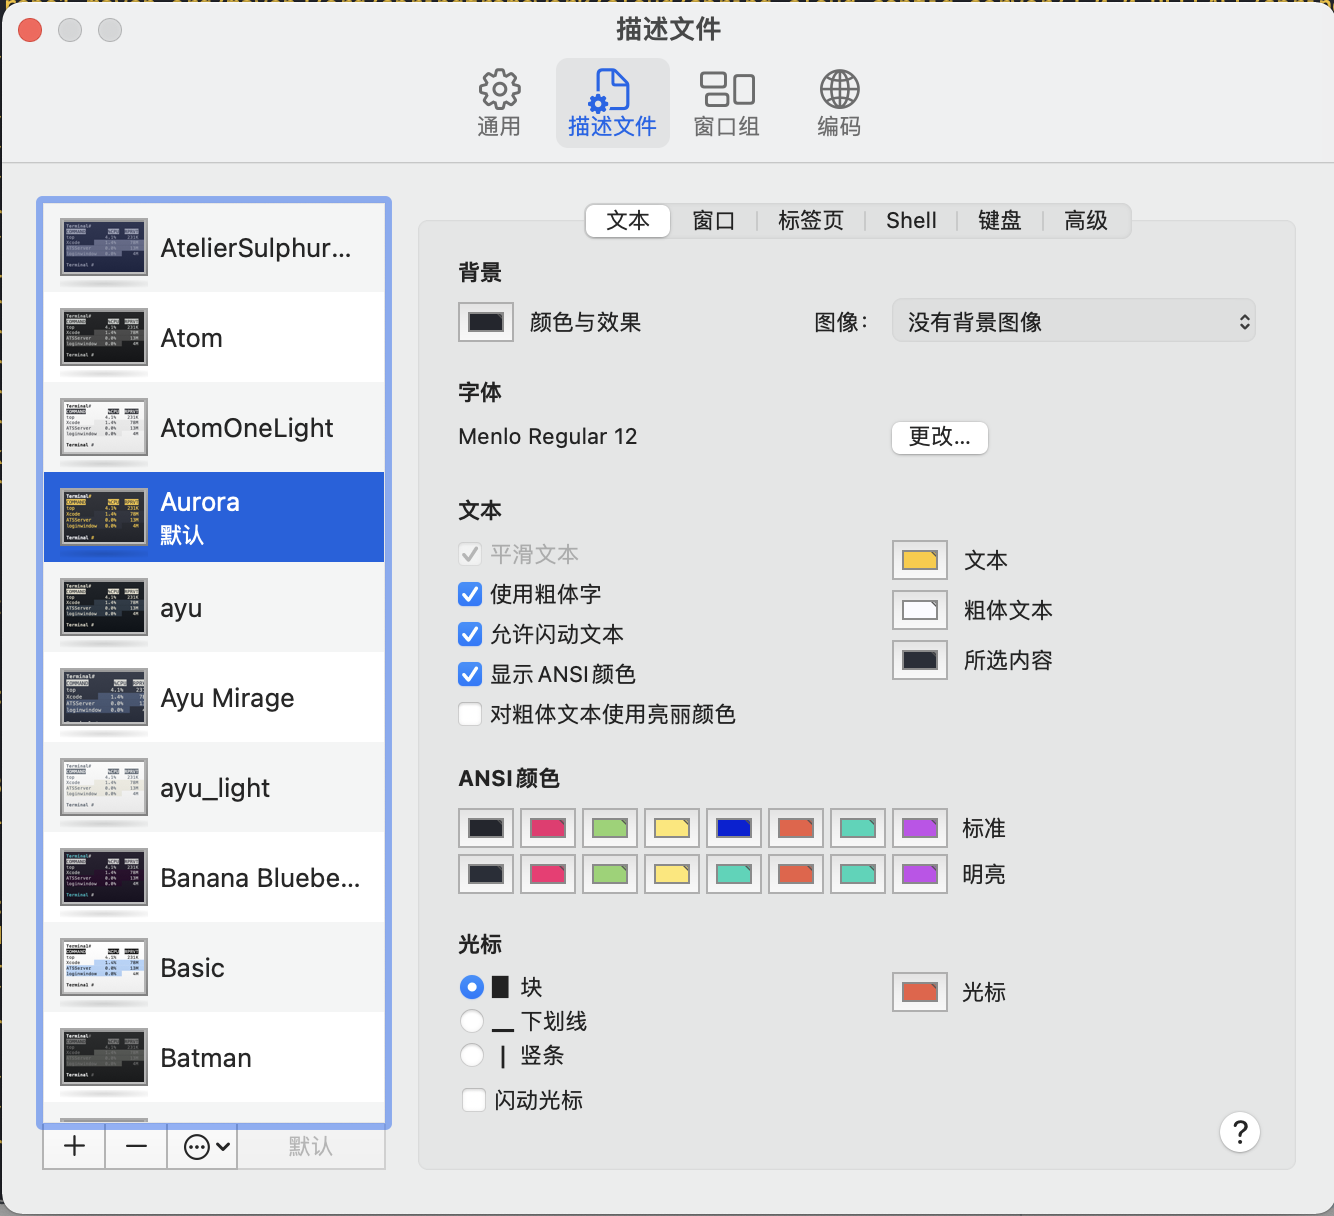 描述文件
通用
描述文件
窗口组
编码
AtelierSulphur...
Atom
AtomOneLight
Aurora
默认
ayu
Ayu Mirage
ayu_light
Banana Bluebe...
Basic
Batman
默认
文本
窗口
标签页
Shell
键盘
高级
背景
颜色与效果
图像：
没有背景图像
字体
Menlo Regular 12
更改...
文本
平滑文本
使用粗体字
允许闪动文本
显示 ANSI 颜色
对粗体文本使用亮丽颜色
文本
粗体文本
所选内容
ANSI 颜色
标准
明亮
光标
块
下划线
竖条
闪动光标
光标
?